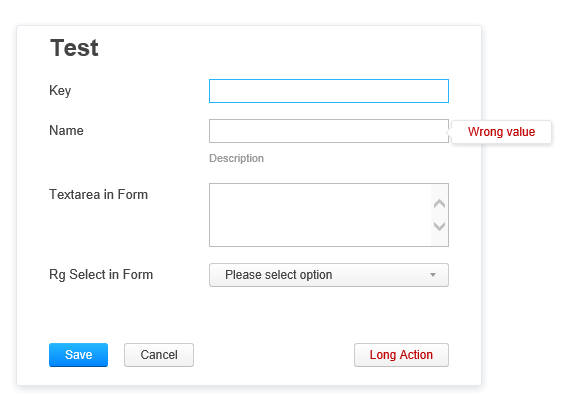 Test
Key
Name
Wrong value
Description
Textarea in Form
Rg Select in Form
Please select option
Save
Cancel
Long Action